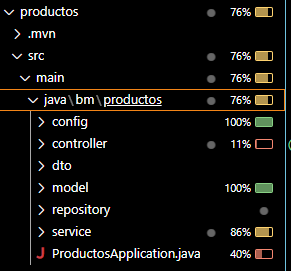 productos 76%
.mvn
src 76%
main 76%
java\bm\productos 76%
config 100%
controller 11%
dto
model 100%
repository
service 86%
J ProductosApplication.java 40%